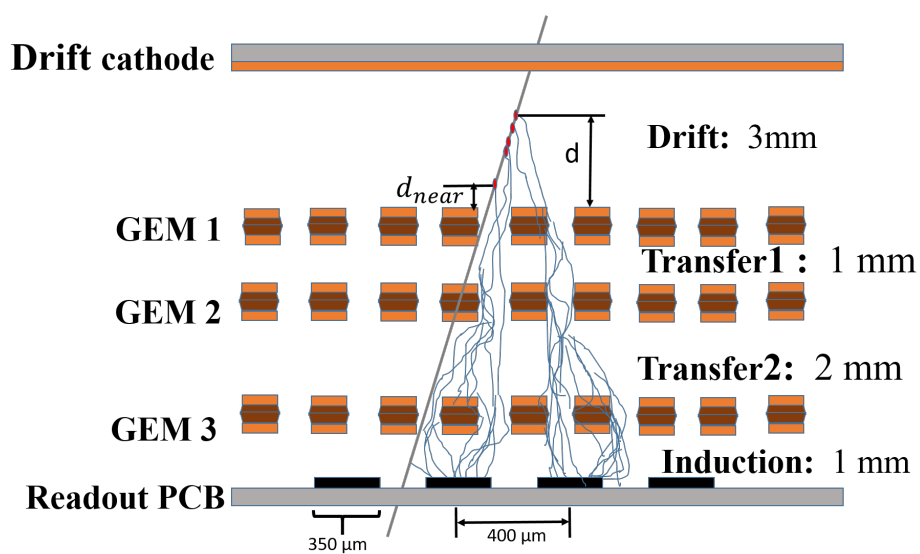 Drift cathode
Drift: 3mm
d
d_near
GEM 1
Transfer1 : 1 mm
GEM 2
Transfer2: 2 mm
GEM 3
Induction: 1 mm
Readout PCB
350 μm
400 μm